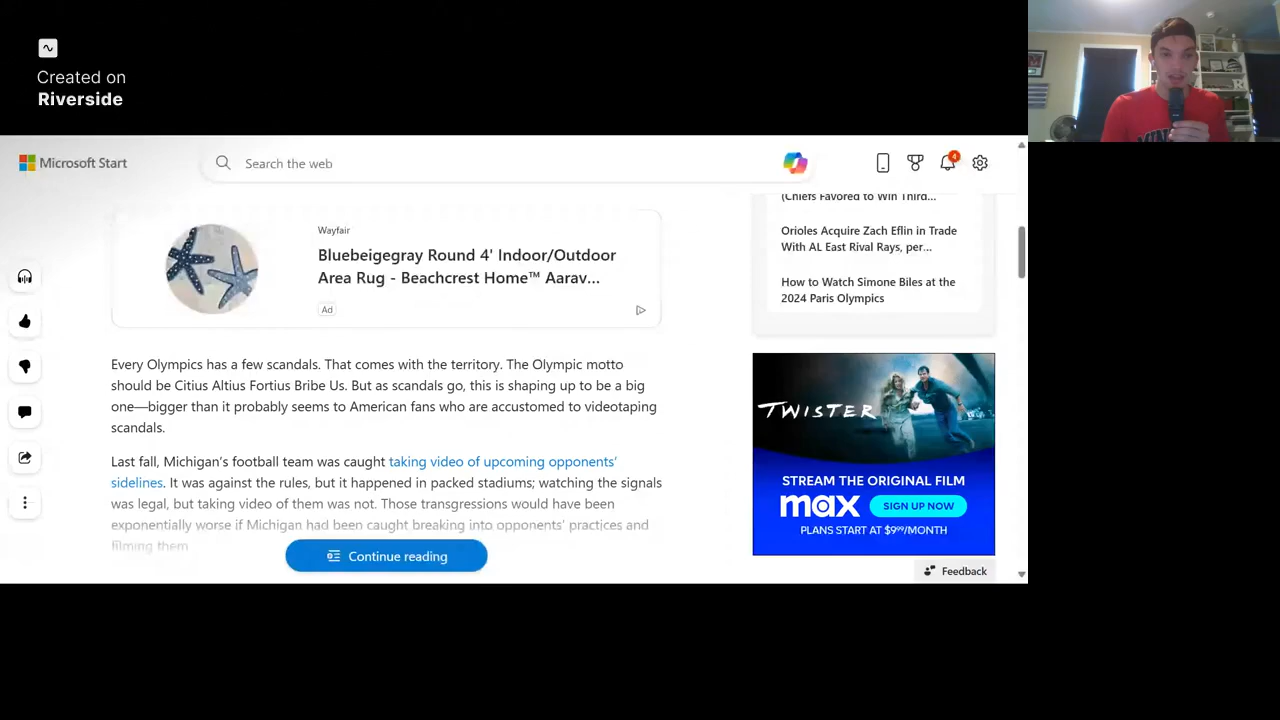 Created on
Riverside
Microsoft Start
Search the web
4
Wayfair
Bluebeigegray Round 4' Indoor/Outdoor
Area Rug - Beachcrest Home™ Aarav...
Ad
Every Olympics has a few scandals. That comes with the territory. The Olympic motto
should be Citius Altius Fortius Bribe Us. But as scandals go, this is shaping up to be a big
one—bigger than it probably seems to American fans who are accustomed to videotaping
scandals.
Last fall, Michigan’s football team was caught taking video of upcoming opponents’
sidelines. It was against the rules, but it happened in packed stadiums; watching the signals
was legal, but taking video of them was not. Those transgressions would have been
exponentially worse if Michigan had been caught breaking into opponents’ practices and
filming them.
Continue reading
(Chiefs Favored to Win Third...
Orioles Acquire Zach Eflin in Trade
With AL East Rival Rays, per...
How to Watch Simone Biles at the
2024 Paris Olympics
TWISTER
STREAM THE ORIGINAL FILM
max SIGN UP NOW
PLANS START AT $9⁹⁹/MONTH
Feedback